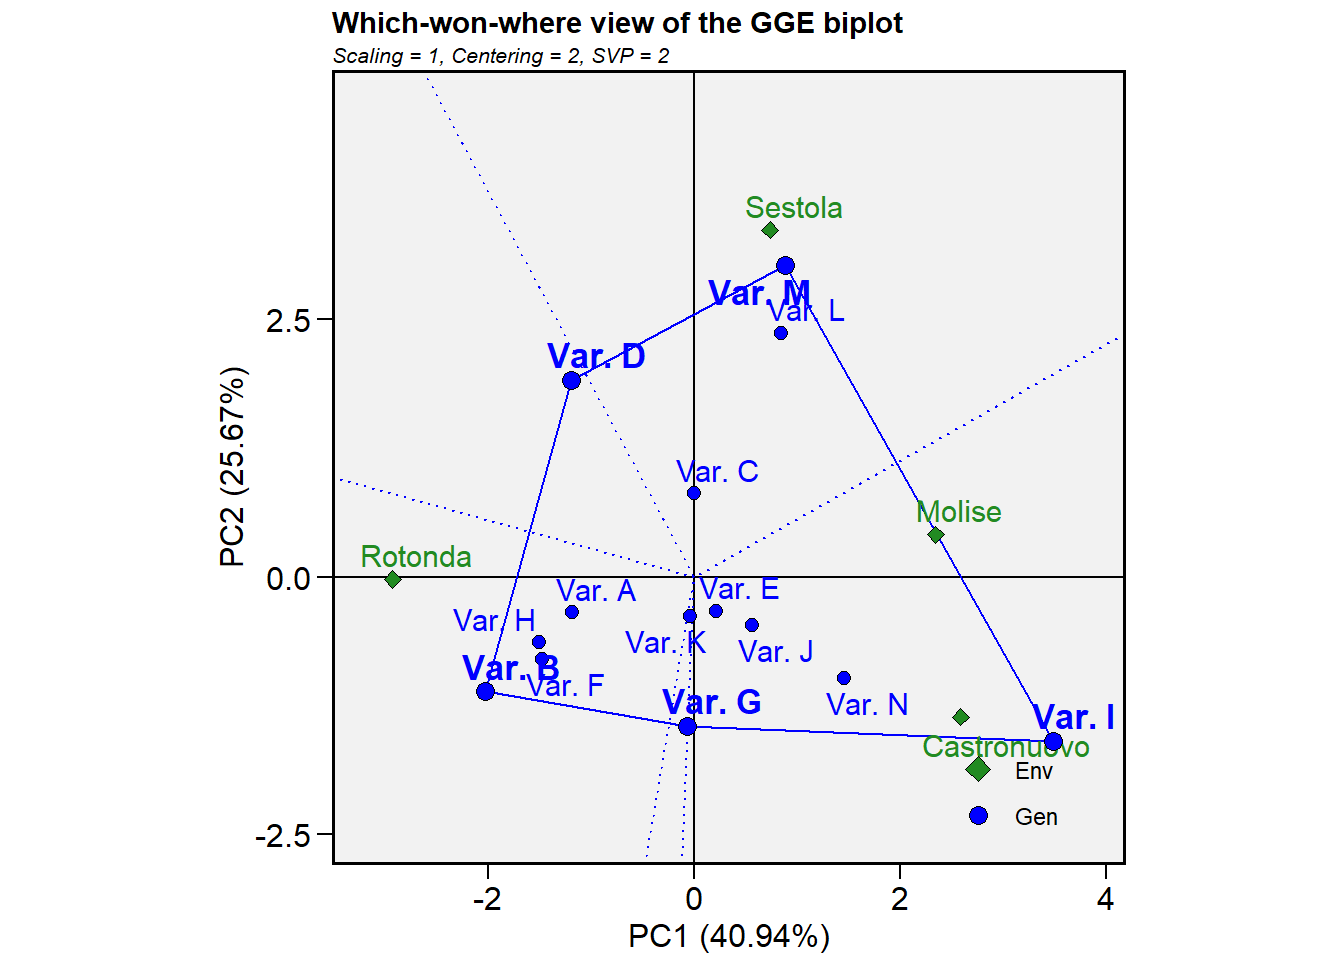 Which-won-where view of the GGE biplot
Scaling = 1, Centering = 2, SVP = 2
Sestola
Var. M
Var. L
2.5
Var. D
PC2 (25.67%)
Var. C
Molise
Rotonda
0.0
Var. A
Var. E
Var. H
Var. K
Var. J
Var. B
Var. F
Var. G
Var. N
Var. I
Castronuovo
Env
Gen
-2.5
-2
0
2
4
PC1 (40.94%)